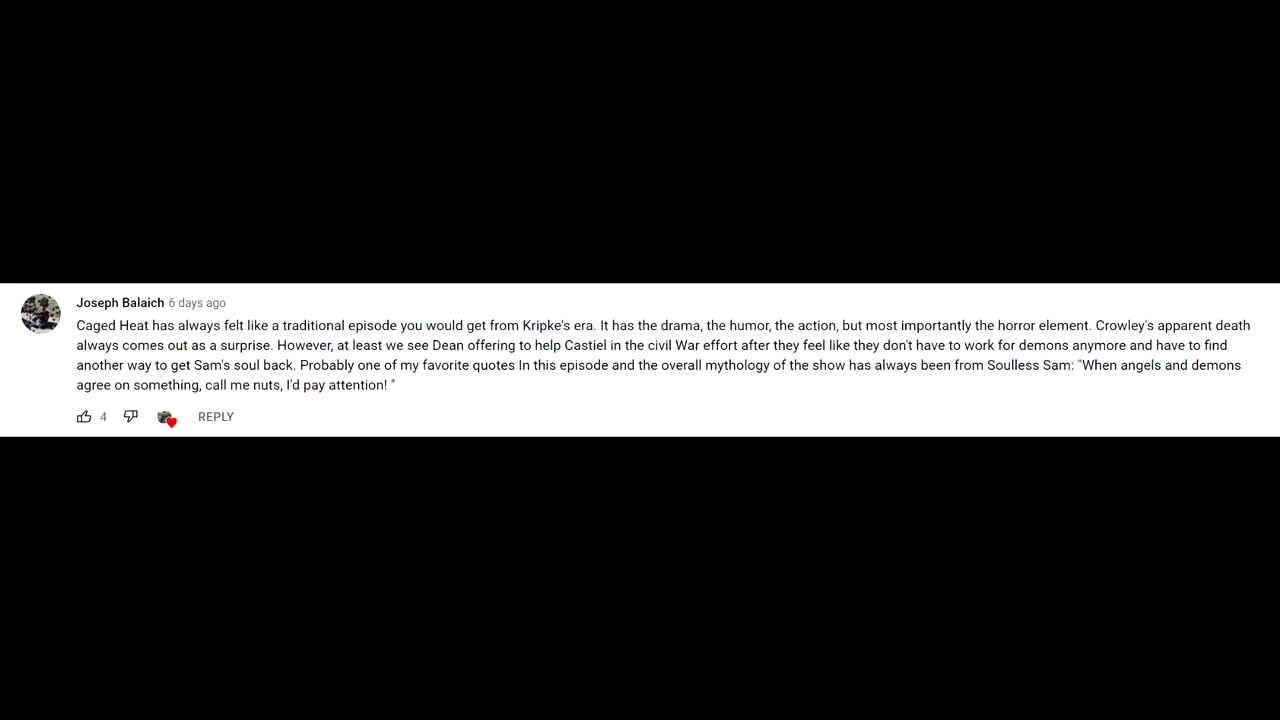 Joseph Balaich 6 days ago
Caged Heat has always felt like a traditional episode you would get from Kripke's era. It has the drama, the humor, the action, but most importantly the horror element. Crowley's apparent death
always comes out as a surprise. However, at least we see Dean offering to help Castiel in the civil War effort after they feel like they don't have to work for demons anymore and have to find
another way to get Sam's soul back. Probably one of my favorite quotes In this episode and the overall mythology of the show has always been from Soulless Sam: "When angels and demons
agree on something, call me nuts, I'd pay attention! "
4 REPLY